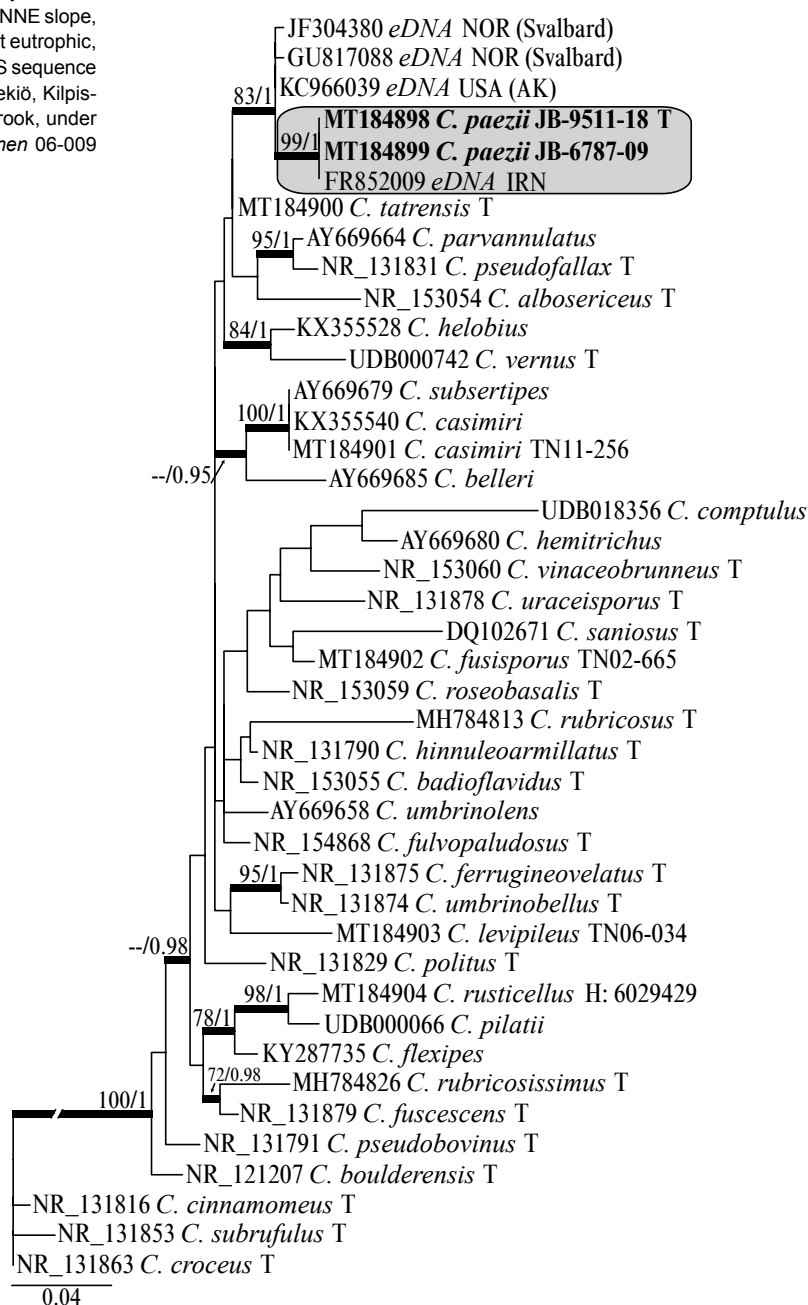 NNE slope,
t eutrophic,
S sequence
ekiö, Kilpis-
rook, under
men 06-009
JF304380 eDNA NOR (Svalbard)
GU817088 eDNA NOR (Svalbard)
KC966039 eDNA USA (AK)
83/1
MT184898 C. paezii JB-9511-18 T
99/1
MT184899 C. paezii JB-6787-09
FR852009 eDNA IRN
MT184900 C. tatrensis T
95/1
AY669664 C. parvannulatus
NR_131831 C. pseudofallax T
NR_153054 C. albosericeus T
84/1
KX355528 C. helobius
UDB000742 C. vernus T
AY669679 C. subsertipes
100/1
KX355540 C. casimiri
MT184901 C. casimiri TN11-256
--/0.95
AY669685 C. belleri
UDB018356 C. comptulus
AY669680 C. hemitrichus
NR_153060 C. vinaceobrunneus T
NR_131878 C. uraceisporus T
DQ102671 C. saniosus T
MT184902 C. fusisporus TN02-665
NR_153059 C. roseobasalis T
MH784813 C. rubricosus T
NR_131790 C. hinnuleoarmillatus T
NR_153055 C. badioflavidus T
AY669658 C. umbrinolens
NR_154868 C. fulvopaludosus T
95/1
NR_131875 C. ferrugineovelatus T
NR_131874 C. umbrinobellus T
MT184903 C. levipileus TN06-034
--/0.98
NR_131829 C. politus T
98/1
MT184904 C. rusticellus H: 6029429
78/1
UDB000066 C. pilatii
KY287735 C. flexipes
72/0.98
MH784826 C. rubricosissimus T
100/1
NR_131879 C. fuscescens T
NR_131791 C. pseudobovinus T
NR_121207 C. boulderensis T
NR_131816 C. cinnamomeus T
NR_131853 C. subrufulus T
NR_131863 C. croceus T
0.04